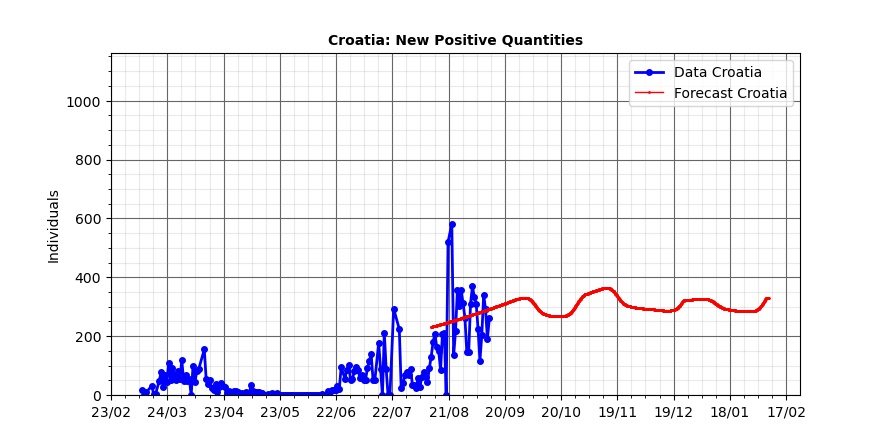 Croatia: New Positive Quantities
Data Croatia
Forecast Croatia
Individuals
1000
800
600
400
200
0
23/02 24/03 23/04 23/05 22/06 22/07 21/08 20/09 20/10 19/11 19/12 18/01 17/02